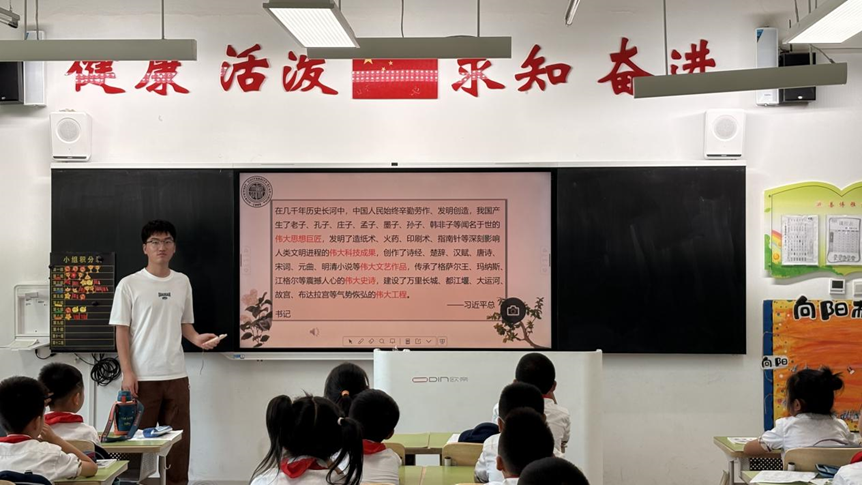 健康 活泼 求知 奋进
小组积分
在几千年历史长河中，中国人民始终辛勤劳作、发明创造，我国产
生了老子、孔子、庄子、孟子、墨子、孙子、韩非子等闻名于世的
伟大思想巨匠，发明了造纸术、火药、印刷术、指南针等深刻影响
人类文明进程的伟大科技成果，创作了诗经、楚辞、汉赋、唐诗、
宋词、元曲、明清小说等伟大文艺作品，传承了格萨尔王、玛纳斯、
江格尔等震撼人心的伟大史诗，建设了万里长城、都江堰、大运河、
故宫、布达拉宫等气势恢弘的伟大工程。
——习近平总
书记
向阳
向阳